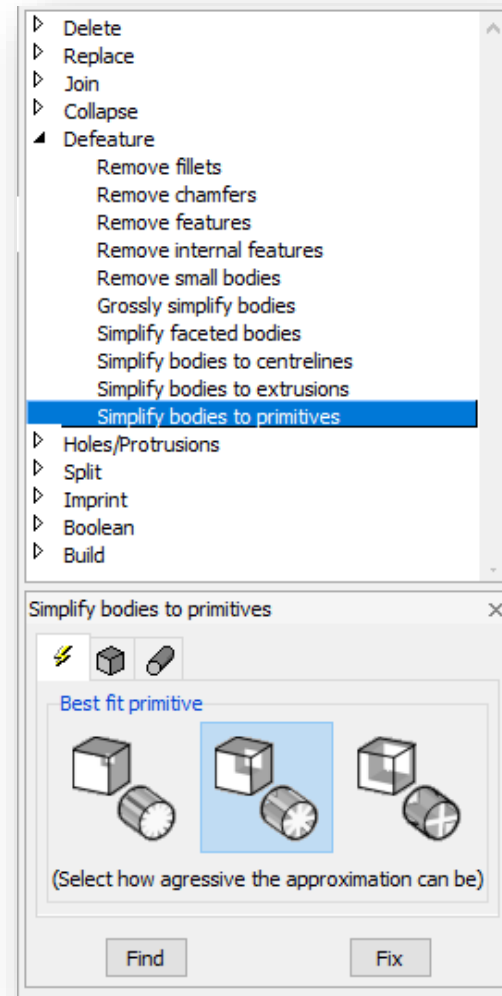 Delete
Replace
Join
Collapse
Defeature
Remove fillets
Remove chamfers
Remove features
Remove internal features
Remove small bodies
Grossly simplify bodies
Simplify faceted bodies
Simplify bodies to centrelines
Simplify bodies to extrusions
Simplify bodies to primitives
Holes/Protrusions
Split
Imprint
Boolean
Build
Simplify bodies to primitives
Best fit primitive
(Select how agressive the approximation can be)
Find Fix